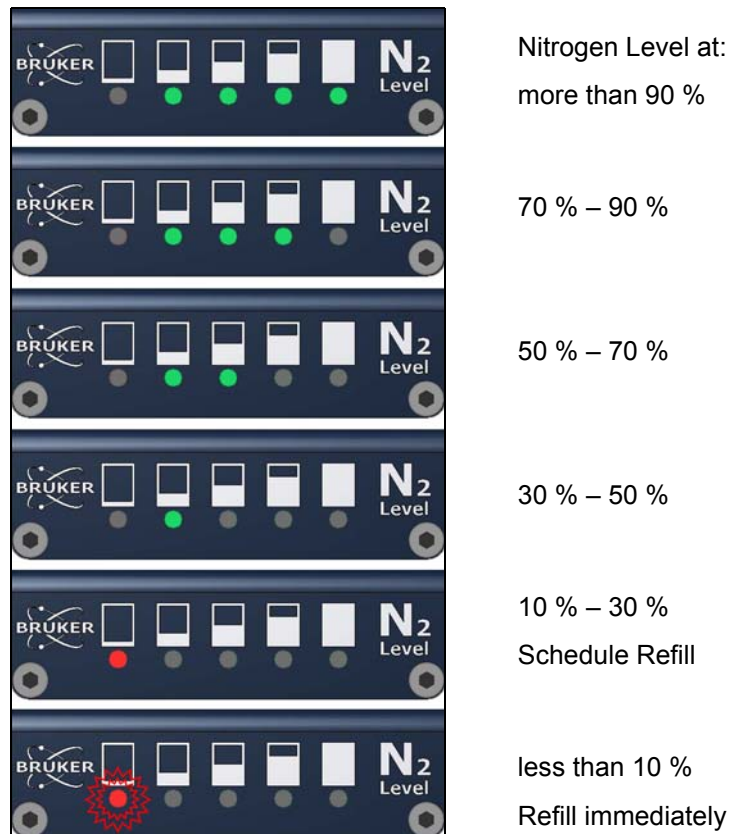 BRUKER N2
Level
Nitrogen Level at:
more than 90 %
BRUKER N2
Level
70 % – 90 %
BRUKER N2
Level
50 % – 70 %
BRUKER N2
Level
30 % – 50 %
BRUKER N2
Level
10 % – 30 %
Schedule Refill
BRUKER N2
Level
less than 10 %
Refill immediately